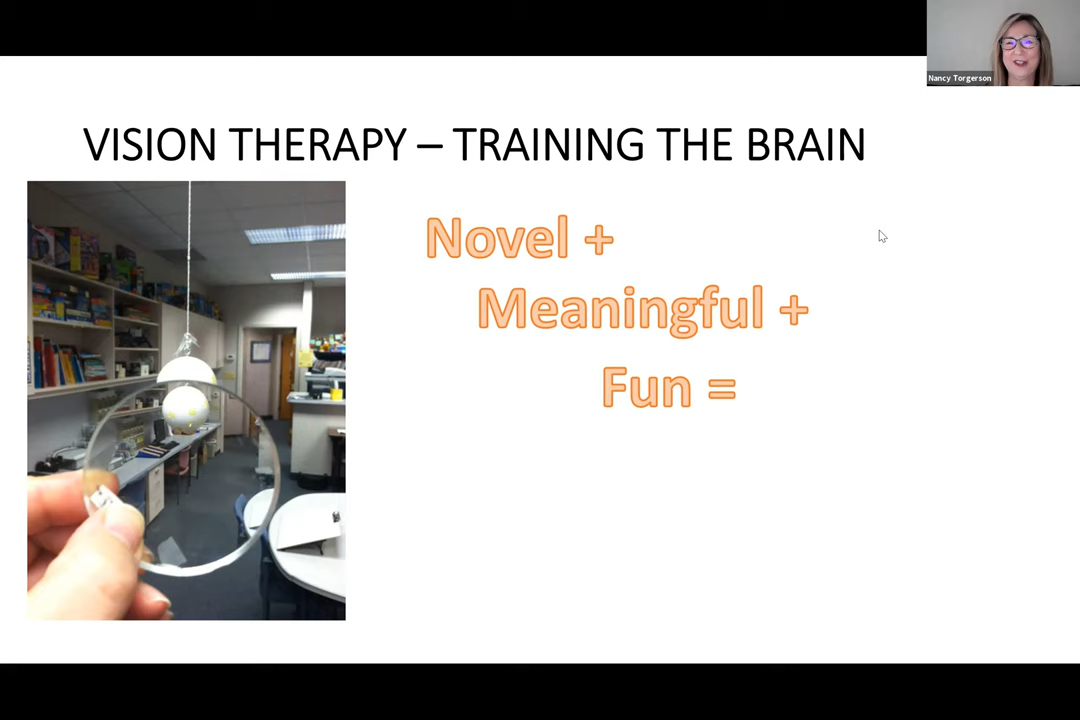 Nancy Torgerson
VISION THERAPY – TRAINING THE BRAIN
Novel +
Meaningful +
Fun =